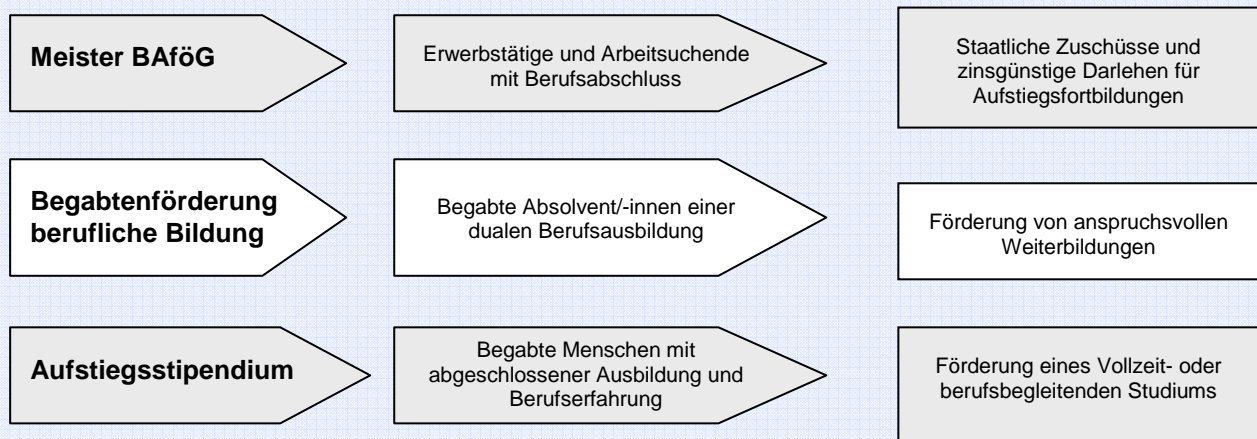 Meister BAföG
Erwerbstätige und Arbeitsuchende
mit Berufsabschluss
Staatliche Zuschüsse und
zinsgünstige Darlehen für
Aufstiegsfortbildungen
Begabtenförderung
berufliche Bildung
Begabte Absolvent/-innen einer
dualen Berufsausbildung
Förderung von anspruchsvollen
Weiterbildungen
Aufstiegsstipendium
Begabte Menschen mit
abgeschlossener Ausbildung und
Berufserfahrung
Förderung eines Vollzeit- oder
berufsbegleitenden Studiums